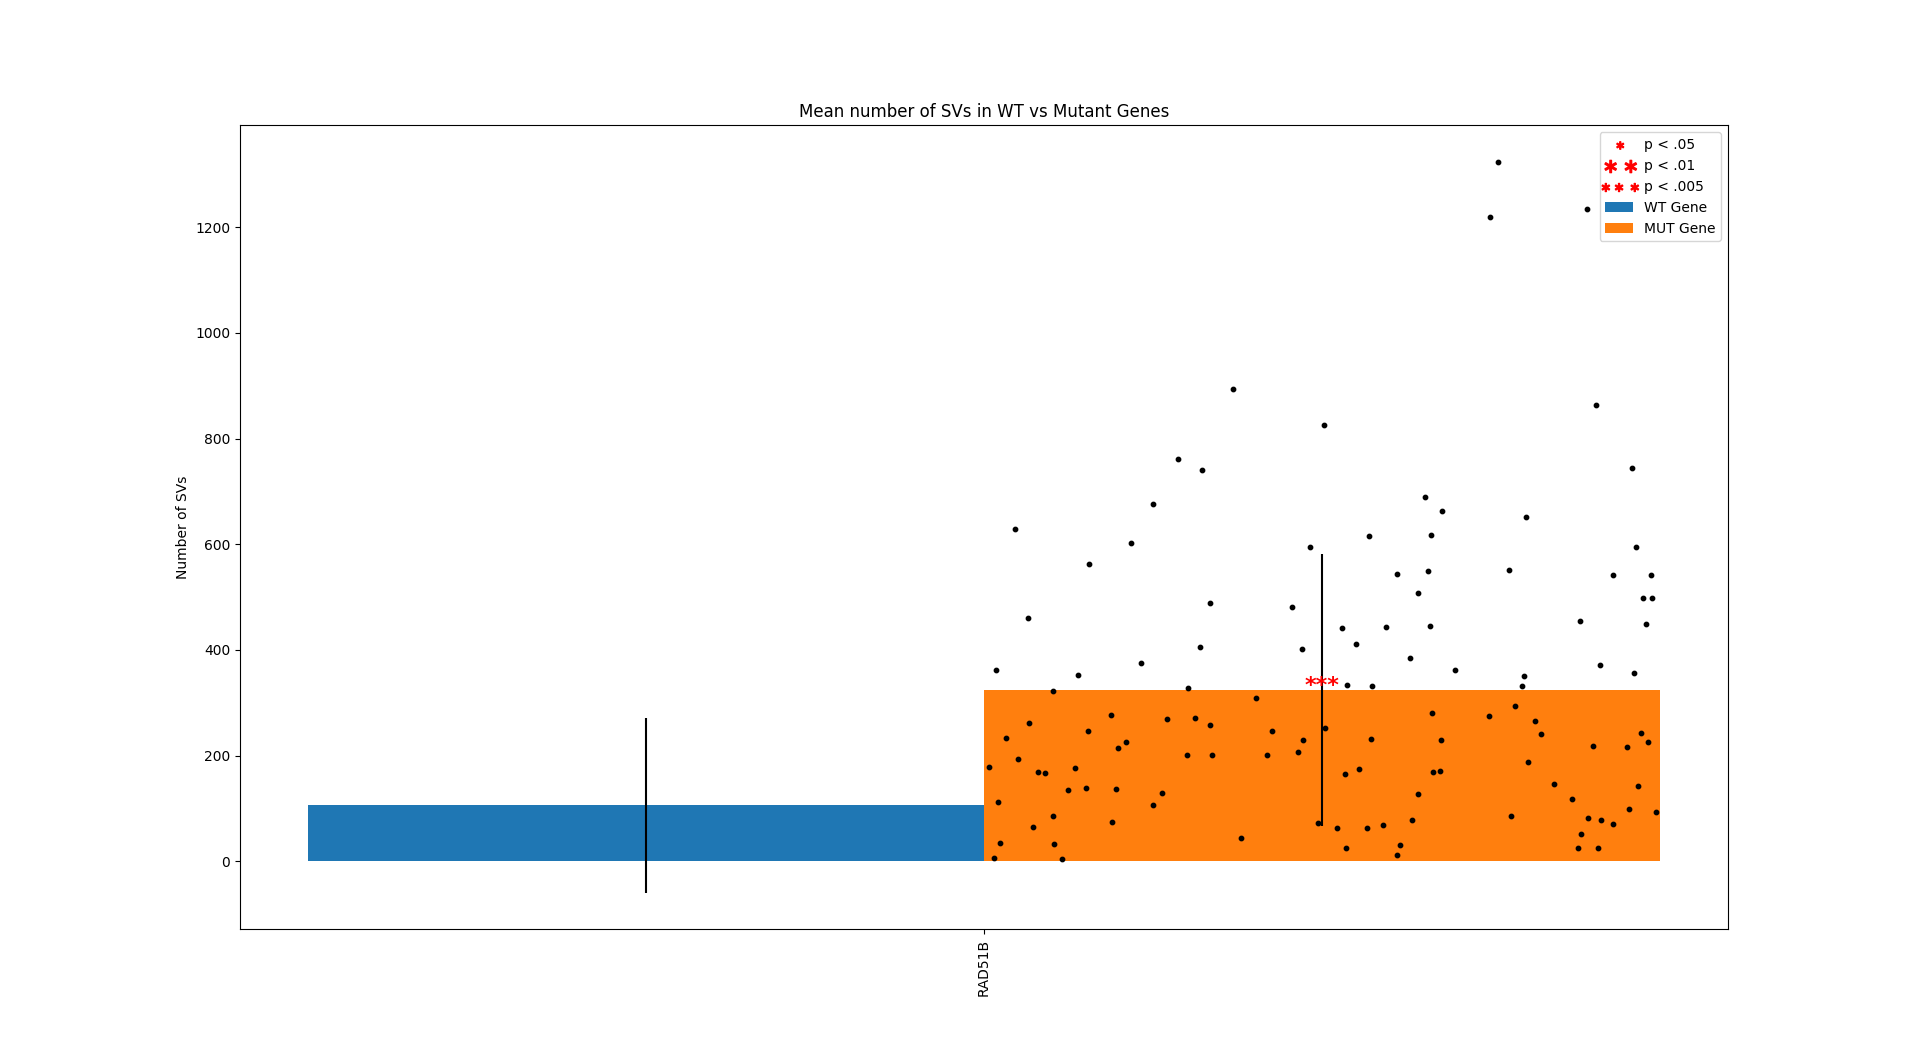 Mean number of SVs in WT vs Mutant Genes
* p < .05
** p < .01
*** p < .005
WT Gene
MUT Gene
1200
1000
800
600
400
200
0
Number of SVs
***
RAD51B